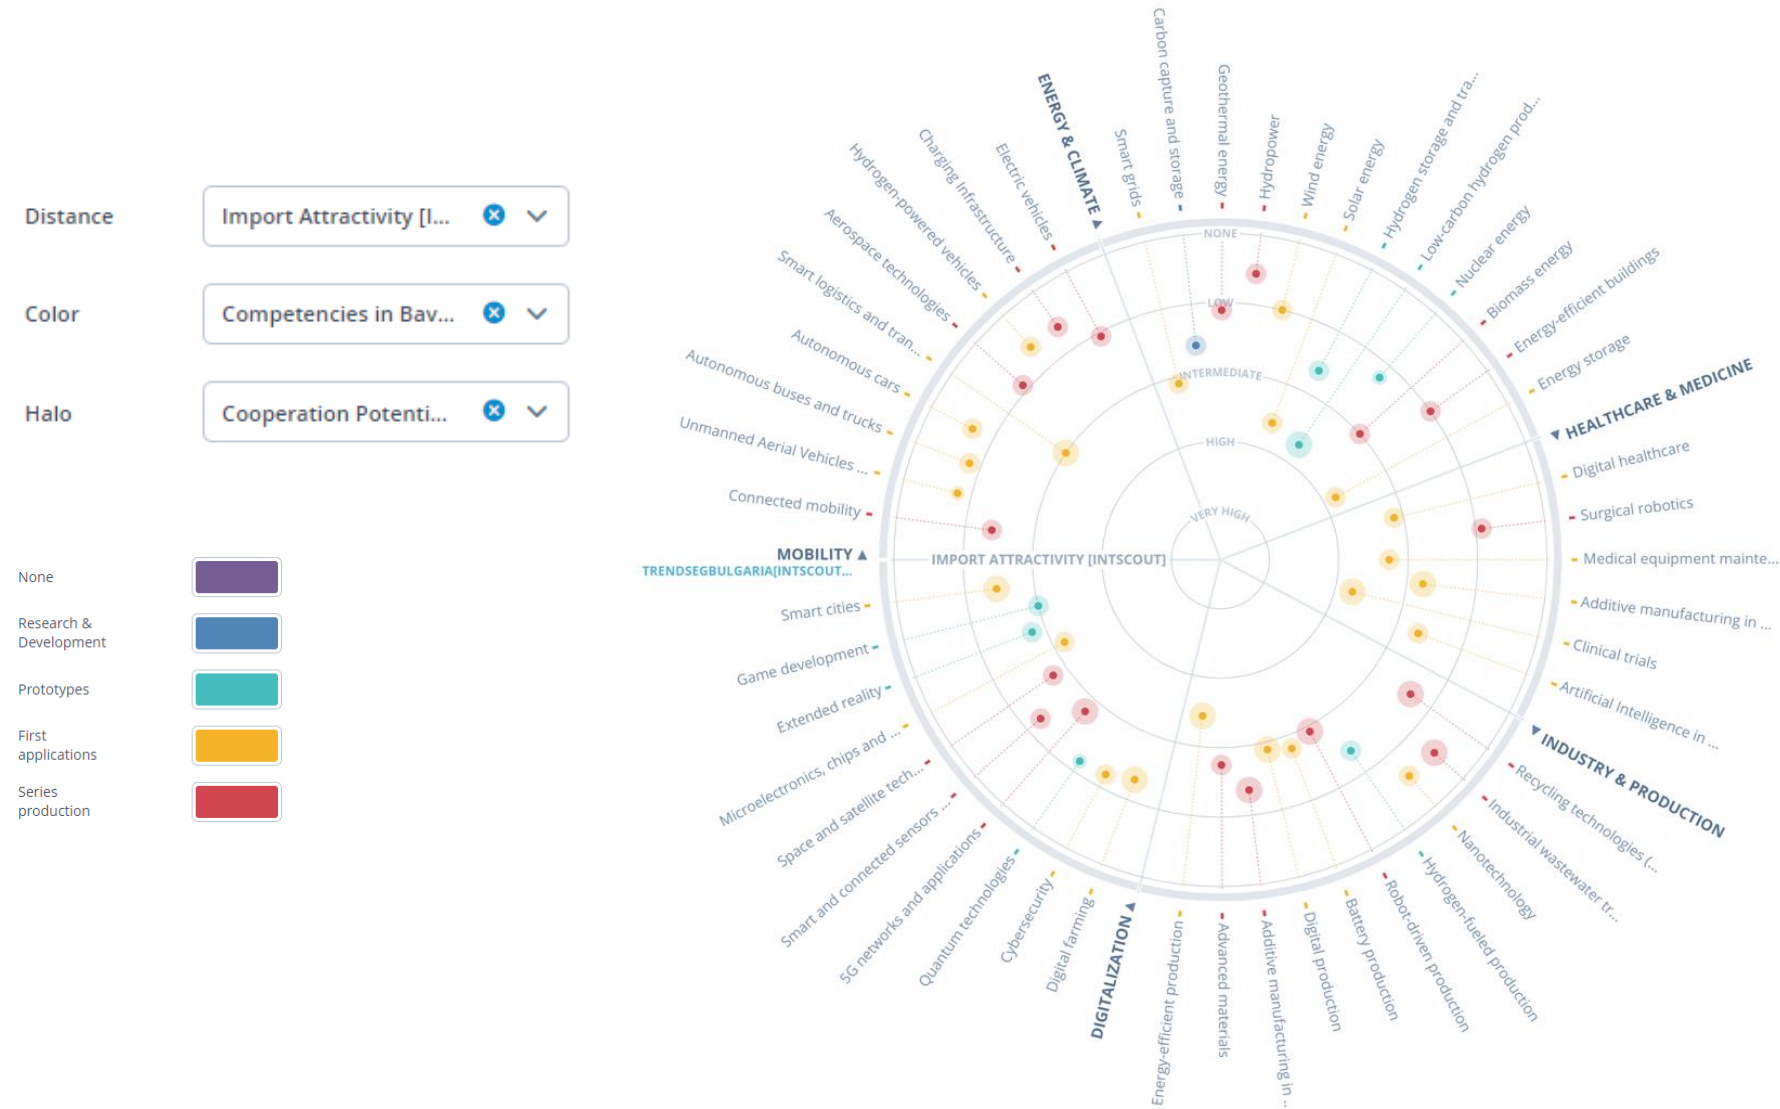 Distance
Import Attractivity [I...
Color
Competencies in Bav...
Halo
Cooperation Potenti...
None
Research &
Development
Prototypes
First
applications
Series
production
ENERGY & CLIMATE ▲
Smart grids
Carbon capture and storage
Geothermal energy
Hydropower
Wind energy
Solar energy
Hydrogen storage and tra...
Low-carbon hydrogen prod...
Nuclear energy
Biomass energy
Energy-efficient buildings
Energy storage
▼ HEALTHCARE & MEDICINE
Digital healthcare
Surgical robotics
Medical equipment mainte...
Additive manufacturing in ...
Clinical trials
Artificial Intelligence in ...
▼ INDUSTRY & PRODUCTION
Recycling technologies (...
Industrial wastewater tr...
Nanotechnology
Hydrogen-fueled production
Robot-driven production
Battery production
Digital production
Additive manufacturing in ..
Advanced materials
Energy-efficient production
DIGITALIZATION ▲
Digital farming
Cybersecurity
Quantum technologies
5G networks and applications
Smart and connected sensors ...
Space and satellite tech...
Microelectronics, chips and ...
Extended reality
Game development
Smart cities
MOBILITY ▲
TRENDSEGBULGARIA[INTSCOUT...
Connected mobility
Unmanned Aerial Vehicles ...
Autonomous buses and trucks
Autonomous cars
Smart logistics and tran...
Aerospace technologies
Hydrogen-powered vehicles
Charging Infrastructure
Electric vehicles
NONE
LOW
INTERMEDIATE
HIGH
VERY HIGH
IMPORT ATTRACTIVITY [INTSCOUT]